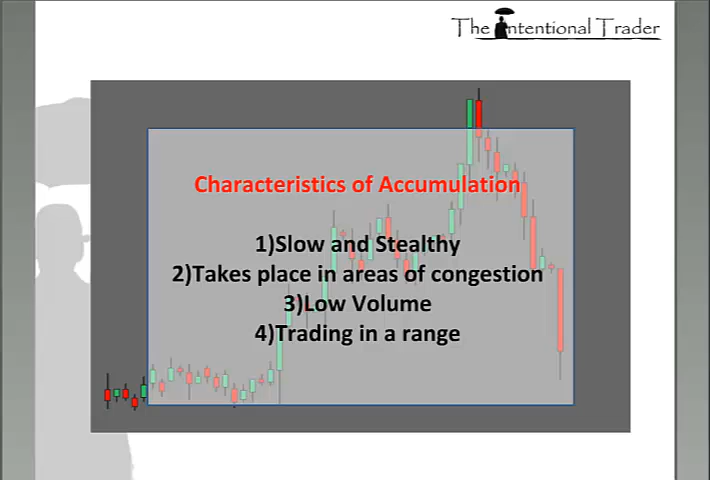 The Intentional Trader
Characteristics of Accumulation
1)Slow and Stealthy
2)Takes place in areas of congestion
3)Low Volume
4)Trading in a range